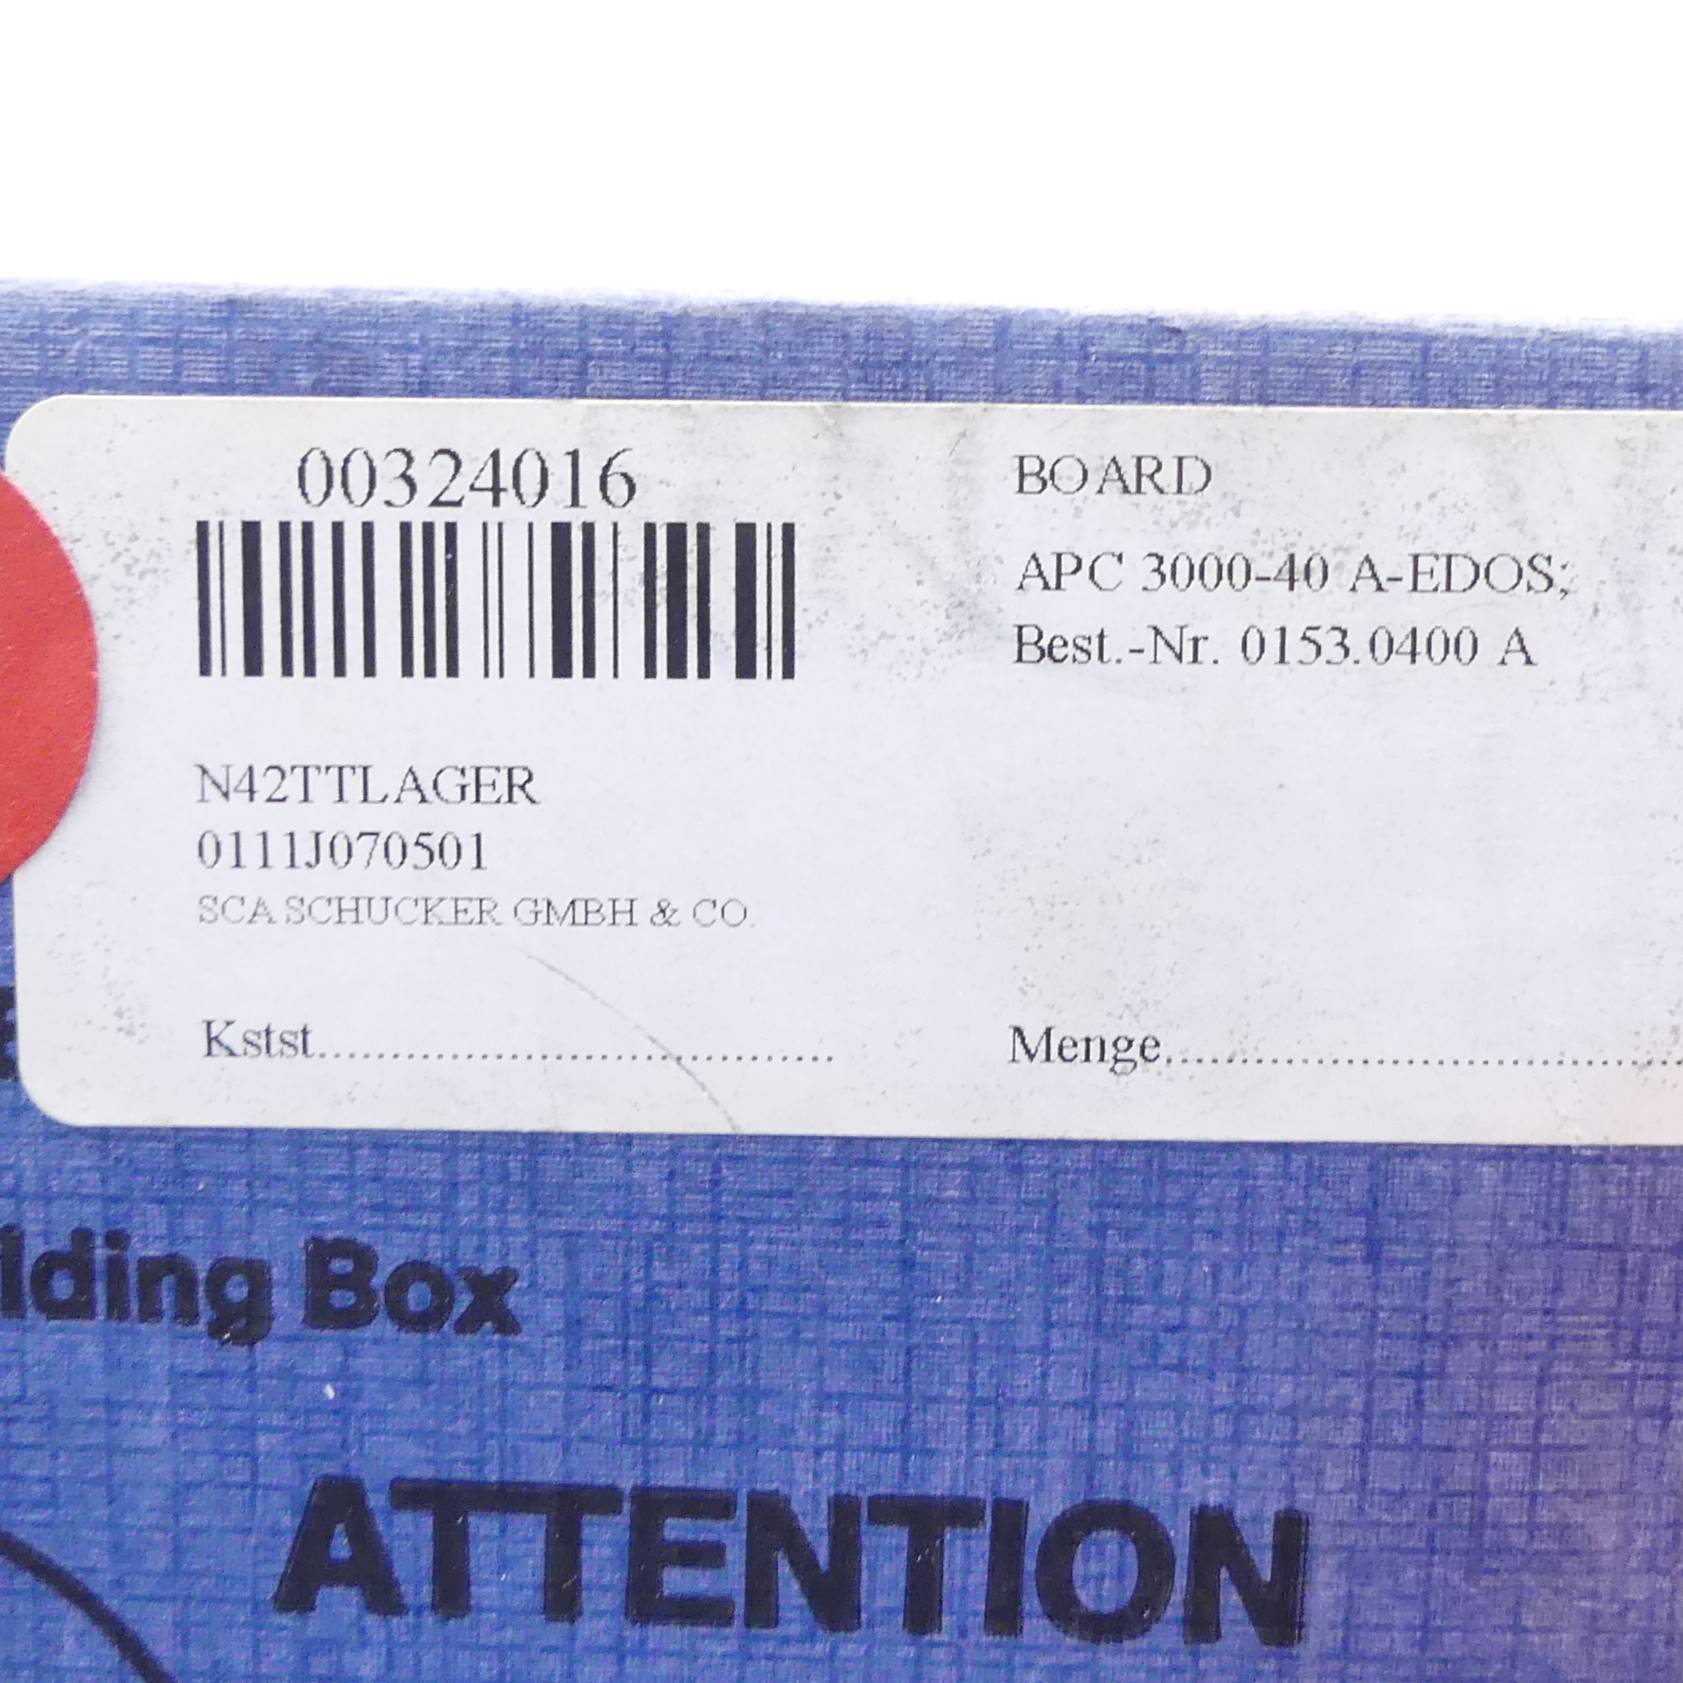 00324016
BOARD
APC 3000-40 A-EDOS;
Best.-Nr. 0153.0400 A
N42TTLAGER
0111J070501
SCA SCHUCKER GMBH & CO.
Kstst....................................
Menge....................................
lding Box
ATTENTION